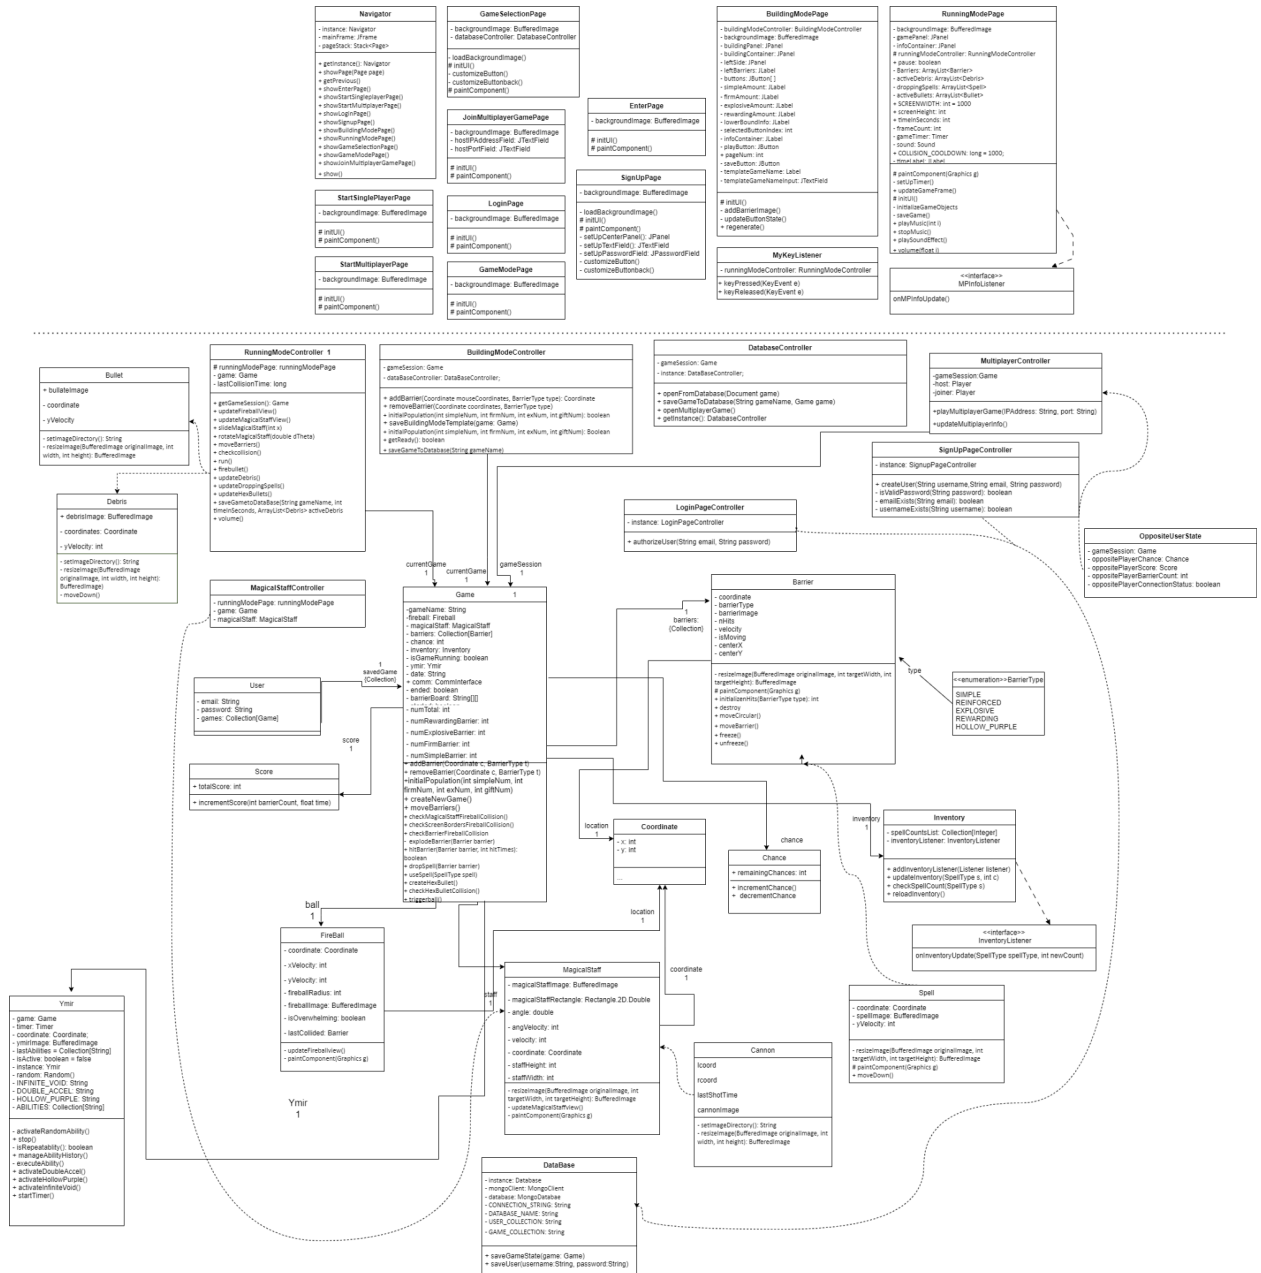 Navigator
- instance: Navigator
- mainFrame: JFrame
- pageStack: Stack<Page>
+ getInstance(): Navigator
+ showPage(Page page)
+ getPrevious()
+ showEnterPage()
+ showStartSingleplayerPage()
+ showStartMultiplayerPage()
+ showLoginPage()
+ showSignupPage()
+ showBuildingModePage()
+ showRunningModePage()
+ showGameSelectionPage()
+ showGameModePage()
+ showJoinMultiplayerGamePage()
+ show()
StartSinglePlayerPage
- backgroundImage: BufferedImage
# initUI()
# paintComponent()
StartMultiplayerPage
- backgroundImage: BufferedImage
# initUI()
# paintComponent()
GameSelectionPage
- backgroundImage: BufferedImage
- databaseController: DatabaseController
- loadBackgroundImage()
# initUI()
- customizeButton()
- customizeButtonback()
# paintComponent()
JoinMultiplayerGamePage
- backgroundImage: BufferedImage
- hostIPAddressField: JTextField
- hostPortField: JTextField
# initUI()
# paintComponent()
LoginPage
- backgroundImage: BufferedImage
# initUI()
# paintComponent()
GameModePage
- backgroundImage: BufferedImage
# initUI()
# paintComponent()
EnterPage
- backgroundImage: BufferedImage
# initUI()
# paintComponent()
SignUpPage
- backgroundImage: BufferedImage
- loadBackgroundImage()
# initUI()
# paintComponent()
- setUpCenterPanel(): JPanel
- setUpTextField(): JTextField
- setUpPasswordField: JPasswordField
- customizeButton()
- customizeButtonback()
BuildingModePage
- buildingModeController: BuildingModeController
- backgroundImage: BufferedImage
- buildingPanel: JPanel
- buildingContainer: JPanel
- leftSide: JPanel
- leftBarriers: JLabel
- buttons: JButton[ ]
- simpleAmount: JLabel
- firmAmount: JLabel
- explosiveAmount: JLabel
- rewardingAmount: JLabel
- lowerBoundInfo: JLabel
- selectedButtonIndex: int
- infoContainer: JLabel
- playButton: JButton
+ pageNum: int
- saveButton: JButton
- templateGameName: Label
- templateGameNameInput: JTextField
# initUI()
- addBarrierImage()
- updateButtonState()
+ regenerate()
MyKeyListener
- runningModeController: RunningModeController
+ keyPressed(KeyEvent e)
+ keyReleased(KeyEvent e)
RunningModePage
- backgroundImage: BufferedImage
- gamePanel: JPanel
- infoContainer: JPanel
# runningModeController: RunningModeController
+ pause: boolean
- Barriers: ArrayList<Barrier>
- activeDebris: ArrayList<Debris>
- droppingSpells: ArrayList<Spell>
- activeBullets: ArrayList<Bullet>
+ SCREENWIDTH: int = 1000
+ screenHeight: int
+ timeInSeconds: int
- frameCount: int
- gameTimer: Timer
- sound: Sound
+ COLLISION_COOLDOWN: long = 1000;
- timeLabel: JLabel
# paintComponent(Graphics g)
- setUpTimer()
+ updateGameFrame()
# initUI()
- initializeGameObjects
- saveGame()
+ playMusic(int i)
+ stopMusic()
+ playSoundEffect()
+ volume(float i)
<<interface>>
MPInfoListener
onMPInfoUpdate()
Bullet
+ bullateImage
- coordinate
- yVelocity
- setImageDirectory(): String
- resizeImage(BufferedImage originalImage, int
width, int height): BufferedImage
Debris
+ debrisImage: BufferedImage
- coordinates: Coordinate
- yVelocity: int
- setImageDirectory(): String
- resizeImage(BufferedImage
originalImage, int width, int height):
BufferedImage)
- moveDown()
RunningModeController 1
# runningModePage: runningModePage
- game: Game
- lastCollisionTime: long
- getGameSession(): Game
+ updateFireballView()
+ updateMagicalStaffView()
+ slideMagicalStaff(int x)
+ rotateMagicalStaff(double dTheta)
+ moveBarriers()
+ checkcollision()
+ run()
+ firebullet()
+ updateDebris()
+ updateDroppingSpells()
+ updateHexBullets()
+ saveGametoDataBase(String gameName, int
timeInSeconds, ArrayList<Debris> activeDebris
+ volume()
BuildingModeController
- gameSession: Game
- dataBaseController: DataBaseController;
+ addBarrier(Coordinate mouseCoordinates, BarrierType type): Coordinate
+ removeBarrier(Coordinate coordinates, BarrierType type)
+ initialPopulation(int simpleNum, int firmNum, int exNum, int giftNum): boolean
+ saveBuildingModeTemplate(game: Game)
+ initialPopulation(int simpleNum, int firmNum, int exNum, int giftNum): Boolean
+ getReady(): boolean
+ saveGameToDatabase(String gameName)
DatabaseController
- gameSession: Game
- instance: DataBaseController;
+ openFromDatabase(Document game)
+ saveGameToDatabase(String gameName, Game game)
+ openMultiplayerGame()
+ getInstance(): DatabaseController
MultiplayerController
-gameSession:Game
-host: Player
-joiner: Player
+playMultiplayerGame(IPAddress: String, port: String)
+updateMultiplayerInfo()
SignUpPageController
- instance: SignupPageController
+ createUser(String username,String email, String password)
- isValidPassword(String password): boolean
- emailExists(String email): boolean
- usernameExists(String username): boolean
LoginPageController
- instance: LoginPageController
+ authorizeUser(String email, String password)
OppositeUserState
- gameSession: Game
- oppositePlayerChance: Chance
- oppositePlayerScore: Score
- oppositePlayerBarrierCount: int
- oppositePlayerConnectionStatus: boolean
MagicalStaffController
- runningModePage: runningModePage
- game: Game
- magicalStaff: MagicalStaff
currentGame
1
currentGame
1
gameSession
1
Game
-gameName: String
-fireball: Fireball
- magicalStaff: MagicalStaff
- barriers: Collection[Barrier]
- chance: int
- inventory: Inventory
- isGameRunning: boolean
- ymir: Ymir
- date: String
+ comm: CommInterface
- ended: boolean
- barrierBoard: String[][]
- numTotal: int
- numRewardingBarrier: int
- numExplosiveBarrier: int
- numFirmBarrier: int
- numSimpleBarrier: int
+ addBarrier(Coordinate c, BarrierType t)
+ removeBarrier(Coordinate c, BarrierType t)
+initialPopulation(int simpleNum, int
firmNum, int exNum, int giftNum)
+ createNewGame()
+ moveBarriers()
+ checkMagicalStaffFireballCollision()
+ checkScreenBordersFireballCollision()
+ checkBarrierFireballCollision
- explodeBarrier(Barrier barrier)
+ hitBarrier(Barrier barrier, int hitTimes):
boolean
+ dropSpell(Barrier barrier)
+ useSpell(SpellType spell)
+ createHexBullet()
+ checkHexBulletCollision()
+ triggerball()
User
- email: String
- password: String
- games: Collection[Game]
1
savedGame
{Collection}
score
1
Score
+ totalScore: int
+ incrementScore(int barrierCount, float time)
Barrier
- coordinate
- barrierType
- barrierImage
- nHits
- velocity
- isMoving
- centerX
- centerY
- resizeImage(BufferedImage originalImage, int targetWidth, int
targetHeight): BufferedImage
# paintComponent(Graphics g)
+ initializenHits(BarrierType type): int
+ destroy
+ moveCircular()
+ moveBarrier()
+ freeze()
+ unfreeze()
1
barriers:
{Collection}
type
<<enumeration>>BarrierType
SIMPLE
REINFORCED
EXPLOSIVE
REWARDING
HOLLOW_PURPLE
location
1
Coordinate
- x: int
- y: int
...
chance
Chance
+ remainingChances: int
+ incrementChance()
+ decrementChance
inventory
1
Inventory
- spellCountsList: Collection[Integer]
- inventoryListener: InventoryListener
+ addInventoryListener(Listener listener)
+ updateInventory(SpellType s, int c)
+ checkSpellCount(SpellType s)
+ reloadInventory()
<<interface>>
InventoryListener
onInventoryUpdate(SpellType spellType, int newCount)
ball
1
FireBall
- coordinate: Coordinate
- xVelocity: int
- yVelocity: int
- fireballRadius: int
- fireballImage: BufferedImage
- isOverwhelming: boolean
- lastCollided: Barrier
- updateFireballview()
- paintComponent(Graphics g)
staff
1
location
1
coordinate
1
MagicalStaff
- magicalStaffImage: BufferedImage
- magicalStaffRectangle: Rectangle.2D.Double
- angle: double
- angVelocity: int
- velocity: int
- coordinate: Coordinate
- staffHeight: int
- staffWidth: int
- resizeImage(BufferedImage originalImage, int
targetWidth, int targetHeight): BufferedImage
- updateMagicalStaffView()
- paintComponent(Graphics g)
Cannon
lcoord
rcoord
lastShotTime
cannonImage
- setImageDirectory(): String
- resizeImage(BufferedImage originalImage, int
width, int height): BufferedImage
Spell
- coordinate: Coordinate
- spellImage: BufferedImage
- yVelocity: int
- resizeImage(BufferedImage originalImage, int
targetWidth, int targetHeight): BufferedImage
# paintComponent(Graphics g)
+ moveDown()
Ymir
- game: Game
- timer: Timer
- coordinate: Coordinate;
- ymirImage: BufferedImage
- lastAbilities = Collection[String]
- isActive: boolean = false
- instance: Ymir
- random: Random()
- INFINITE_VOID: String
- DOUBLE_ACCEL: String
- HOLLOW_PURPLE: String
- ABILITIES: Collection[String]
- activateRandomAbility()
+ stop()
- isRepeatablity(): boolean
+ manageAbilityHistory()
- executeAbility()
+ activateDoubleAccel()
+ activateHollowPurple()
+ activateInfiniteVoid()
+ startTimer()
Ymir
1
DataBase
- instance: Database
- mongoClient: MongoClient
- database: MongoDatabae
- CONNECTION_STRING: String
- DATABASE_NAME: String
- USER_COLLECTION: String
- GAME_COLLECTION: String
+ saveGameState(game: Game)
+ saveUser(username:String, password:String)